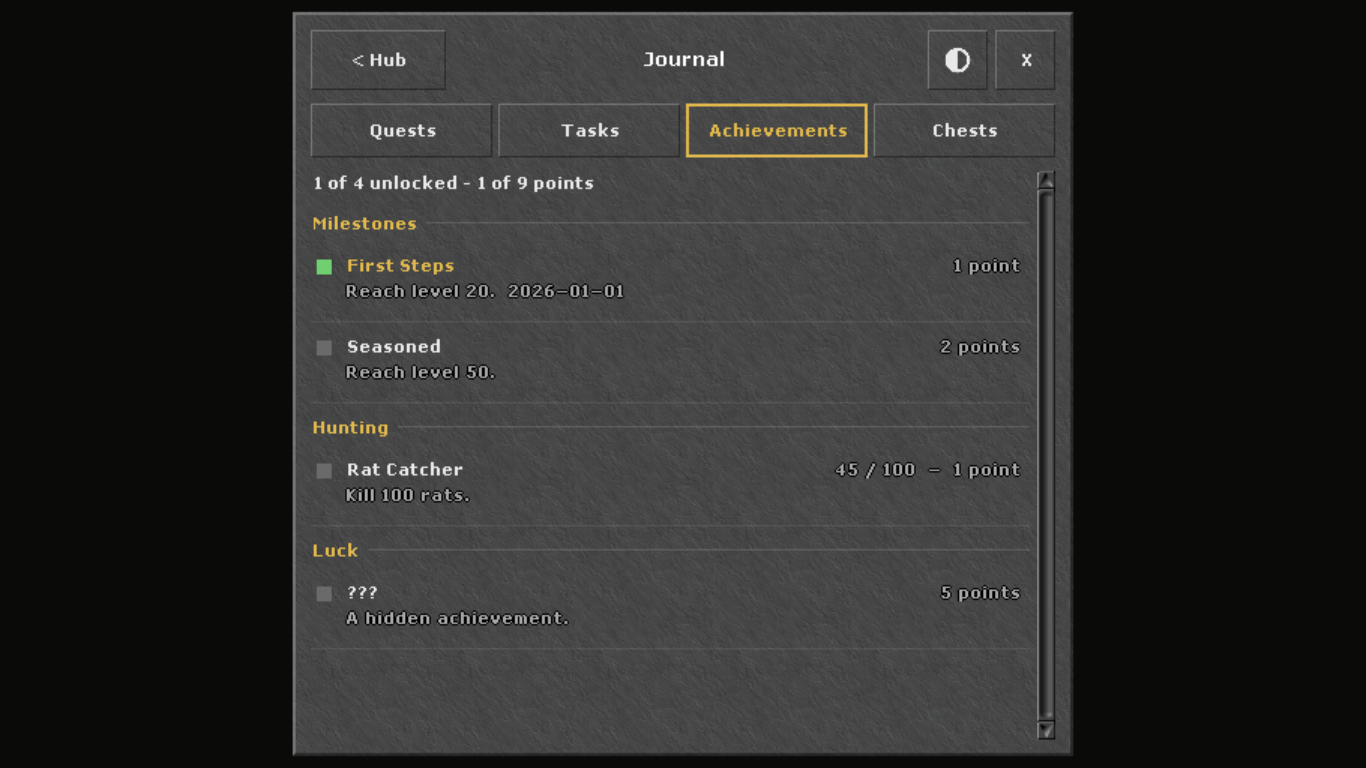 < Hub
Journal
x
Quests
Tasks
Achievements
Chests
1 of 4 unlocked - 1 of 9 points
Milestones
First Steps
1 point
Reach level 20. 2026-01-01
Seasoned
2 points
Reach level 50.
Hunting
Rat Catcher
45 / 100 - 1 point
Kill 100 rats.
Luck
???
5 points
A hidden achievement.